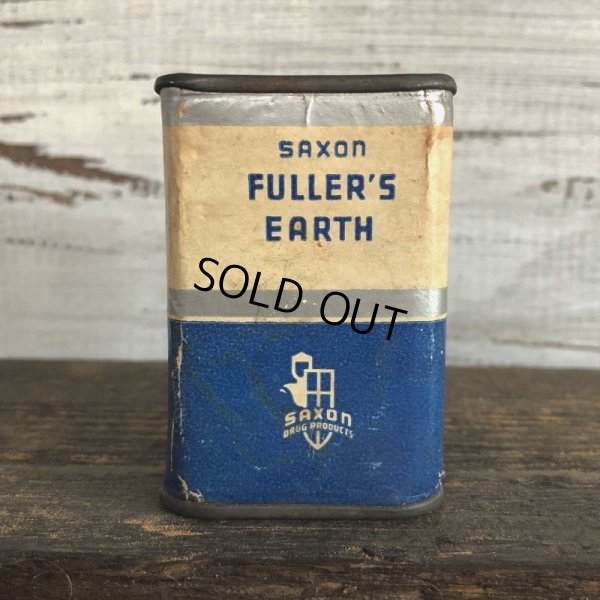 SAXON
FULLER'S
EARTH
SOLD OUT
SAXON
DRUG PRODUCTS